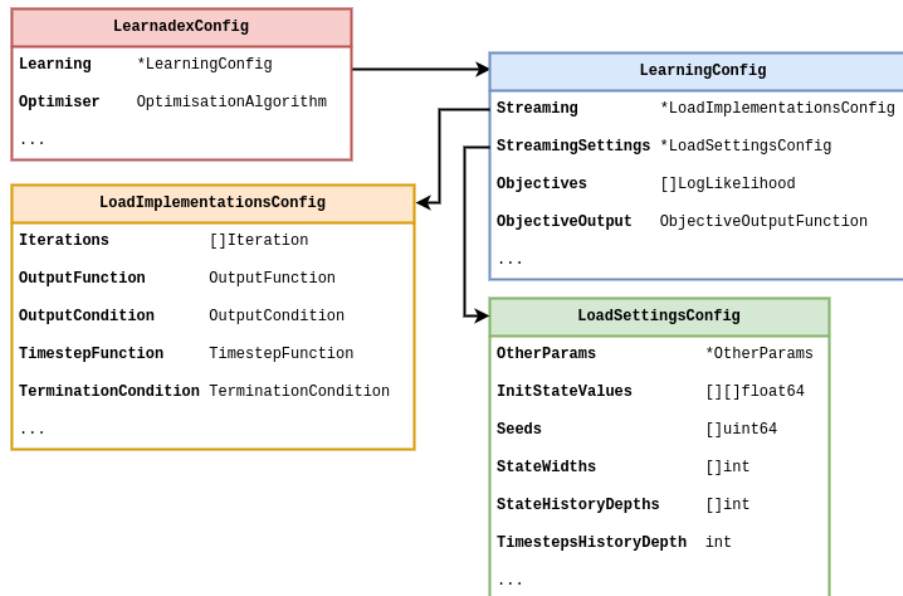 LearnadexConfig
Learning *LearningConfig
Optimiser OptimisationAlgorithm
...
LearningConfig
Streaming *LoadImplementationsConfig
StreamingSettings *LoadSettingsConfig
Objectives []LogLikelihood
ObjectiveOutput ObjectiveOutputFunction
...
LoadImplementationsConfig
Iterations []Iteration
OutputFunction OutputFunction
OutputCondition OutputCondition
TimestepFunction TimestepFunction
TerminationCondition TerminationCondition
...
LoadSettingsConfig
OtherParams *OtherParams
InitStateValues [][]float64
Seeds []uint64
StateWidths []int
StateHistoryDepths []int
TimestepsHistoryDepth int
...